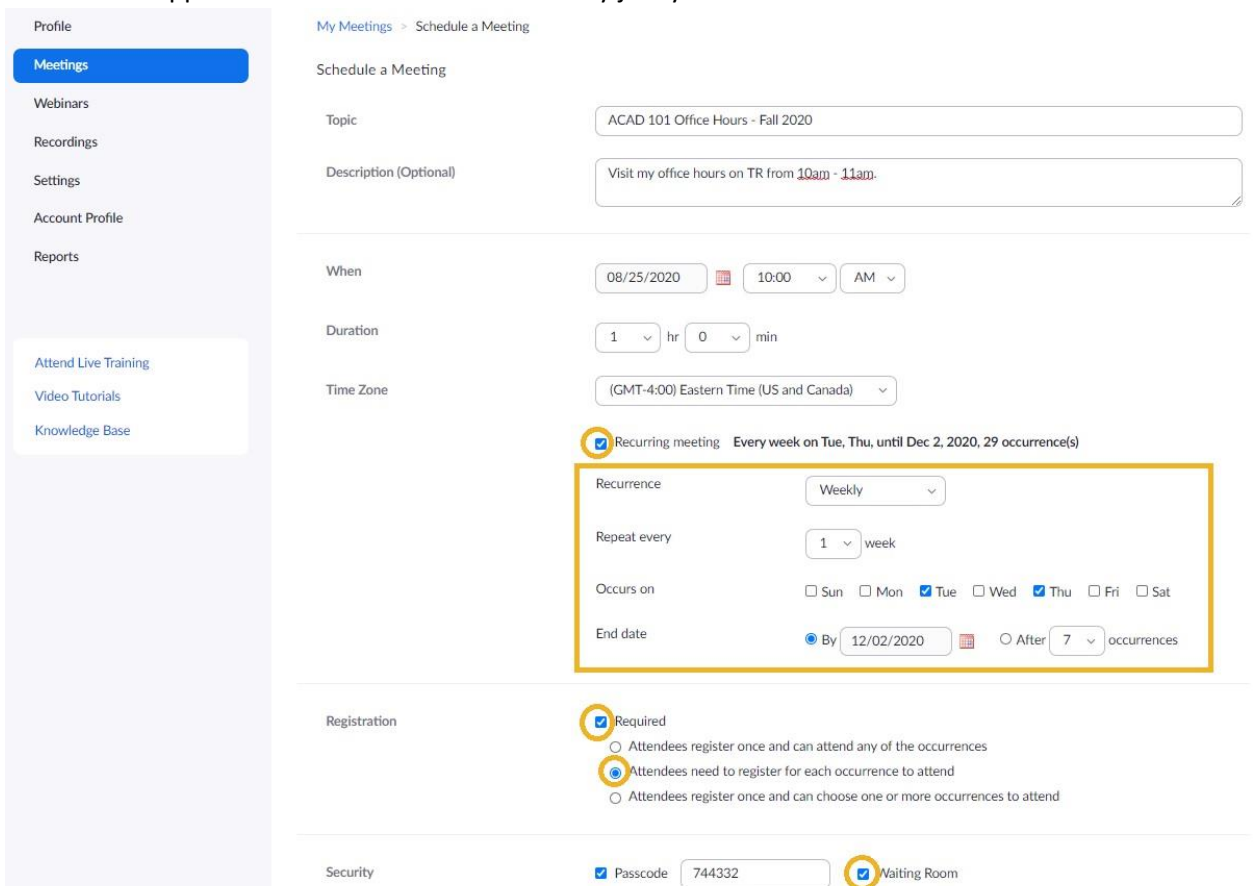 Profile
Meetings
Webinars
Recordings
Settings
Account Profile
Reports
Attend Live Training
Video Tutorials
Knowledge Base
My Meetings > Schedule a Meeting
Schedule a Meeting
Topic ACAD 101 Office Hours - Fall 2020
Description (Optional) Visit my office hours on TR from 10am - 11am.
When 08/25/2020 10:00 AM
Duration 1 hr 0 min
Time Zone (GMT-4:00) Eastern Time (US and Canada)
Recurring meeting Every week on Tue, Thu, until Dec 2, 2020, 29 occurrence(s)
Recurrence Weekly
Repeat every 1 week
Occurs on Sun Mon Tue Wed Thu Fri Sat
End date By 12/02/2020 After 7 occurrences
Registration Required
Attendees register once and can attend any of the occurrences
Attendees need to register for each occurrence to attend
Attendees register once and can choose one or more occurrences to attend
Security Passcode 744332 Waiting Room